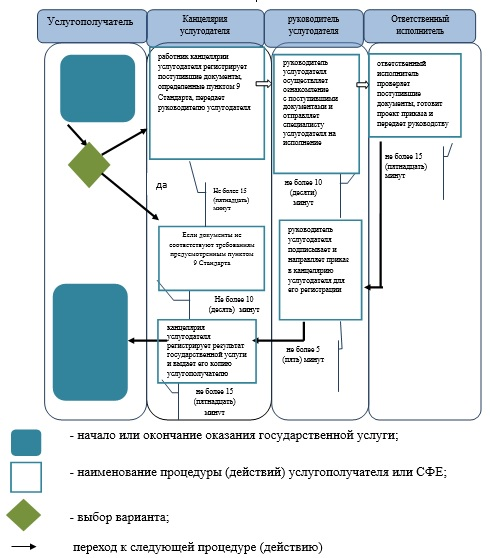 Услугополучатель
Канцелярия
услугодателя
руководитель
услугодателя
Ответственный
исполнитель
работник канцелярии
услугодателя регистрирует
поступившие документы,
определенные пунктом 9
Стандарта, передает
руководителю услугодателя
руководитель
услугодателя
осуществляет
ознакомление
с поступившими
документами и
отправляет
специалисту
услугодателя на
исполнение
ответственный
исполнитель
проверяет
поступившие
документы, готовит
проект приказа и
передает руководству
да
Не более 15
(пятнадцать)
минут
не более 10
(десяти)
минут
не более 15
(пятнадцать)
минут
Если документы не
соответствуют требованиям
предусмотренным пунктом
9 Стандарта
руководитель
услугодателя
подписывает и
направляет приказ
в канцелярию
услугодателя для
его регистрации
Не более 10
(десять) минут
канцелярия
услугодателя
регистрирует результат
государственной услуги
и выдает его копию
услугополучателю
не более 5
(пять) минут
не более 15
(пятнадцать)
минут
- начало или окончание оказания государственной услуги;
- наименование процедуры (действий) услугополучателя или СФЕ;
- выбор варианта;
переход к следующей процедуре (действию)